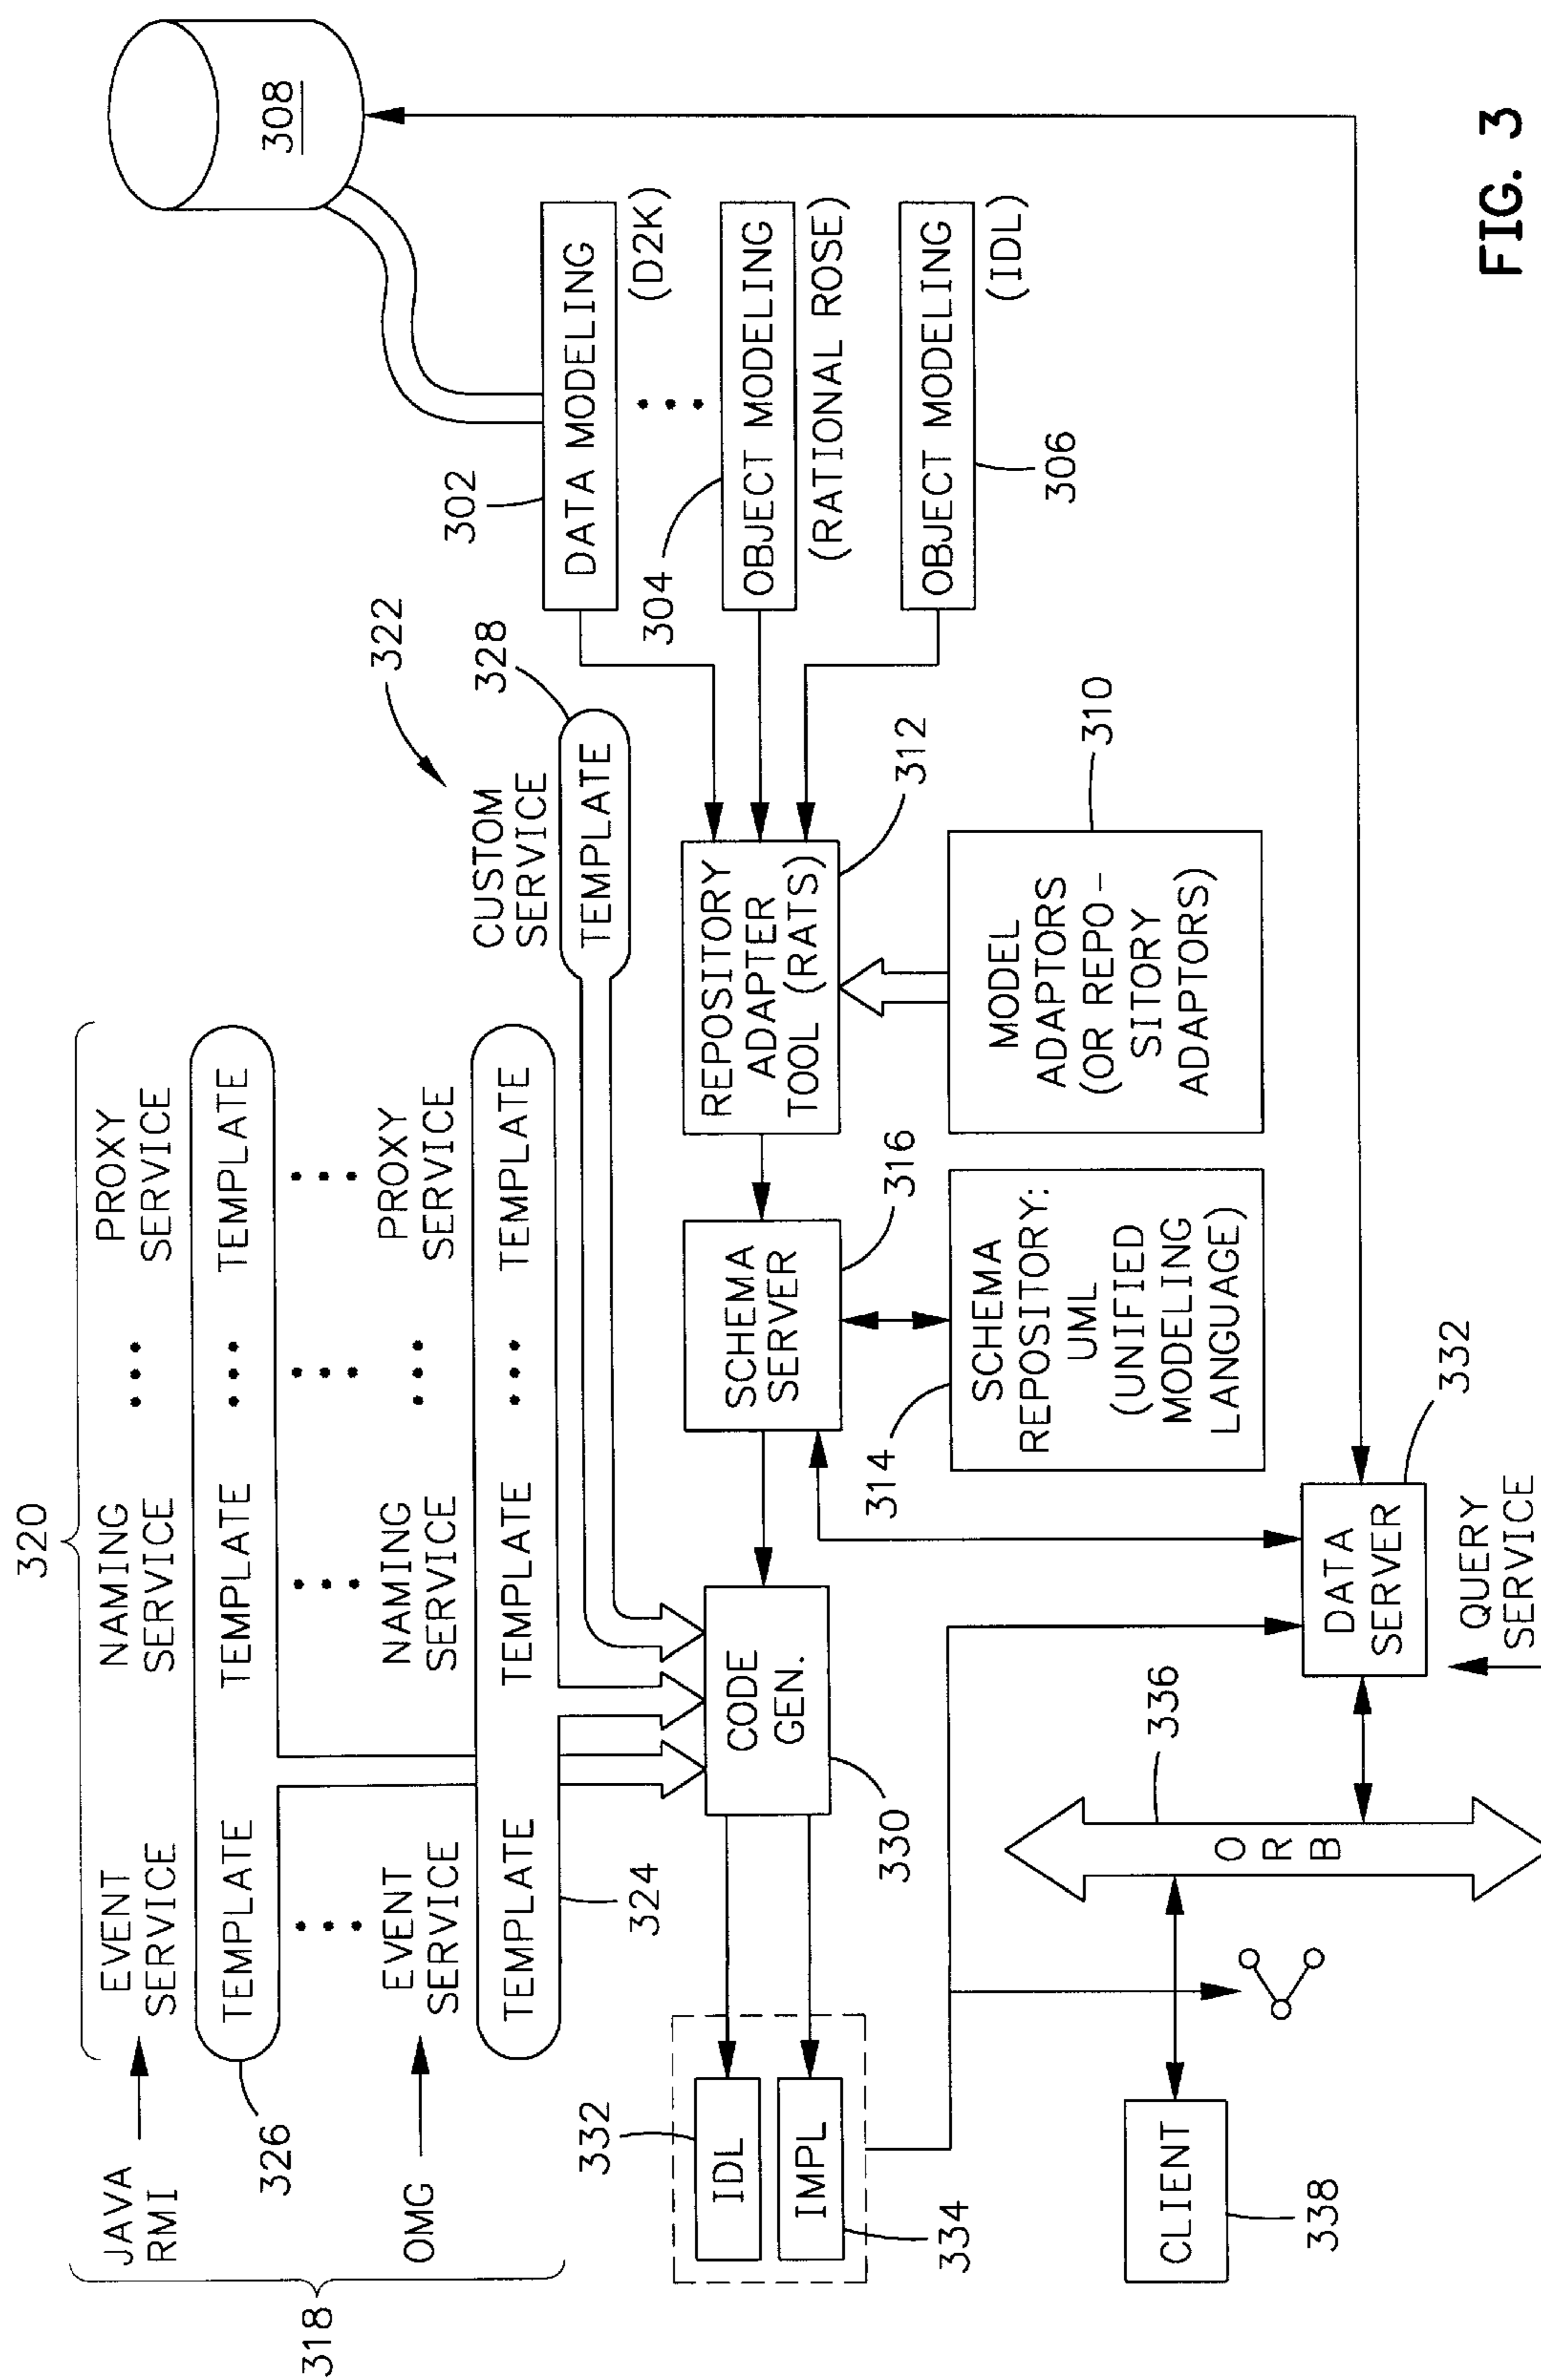 320
JAVA
RMI
EVENT
SERVICE
NAMING
SERVICE
•••
PROXY
SERVICE
326
TEMPLATE
TEMPLATE
•••
TEMPLATE
318
OMG
EVENT
SERVICE
NAMING
SERVICE
•••
PROXY
SERVICE
TEMPLATE
TEMPLATE
•••
TEMPLATE
324
322
CUSTOM
SERVICE
328
TEMPLATE
308
302
DATA MODELING
(D2K)
304
OBJECT MODELING
(RATIONAL ROSE)
OBJECT MODELING
(IDL)
306
332
IDL
IMPL
334
CODE
GEN.
330
SCHEMA
SERVER
316
REPOSITORY
ADAPTER
TOOL (RATS)
312
314
SCHEMA
REPOSITORY:
UML
(UNIFIED
MODELING
LANGUAGE)
310
MODEL
ADAPTORS
(OR REPO-
SITORY
ADAPTORS)
CLIENT
338
336
ORB
DATA
SERVER
332
QUERY
SERVICE
FIG. 3